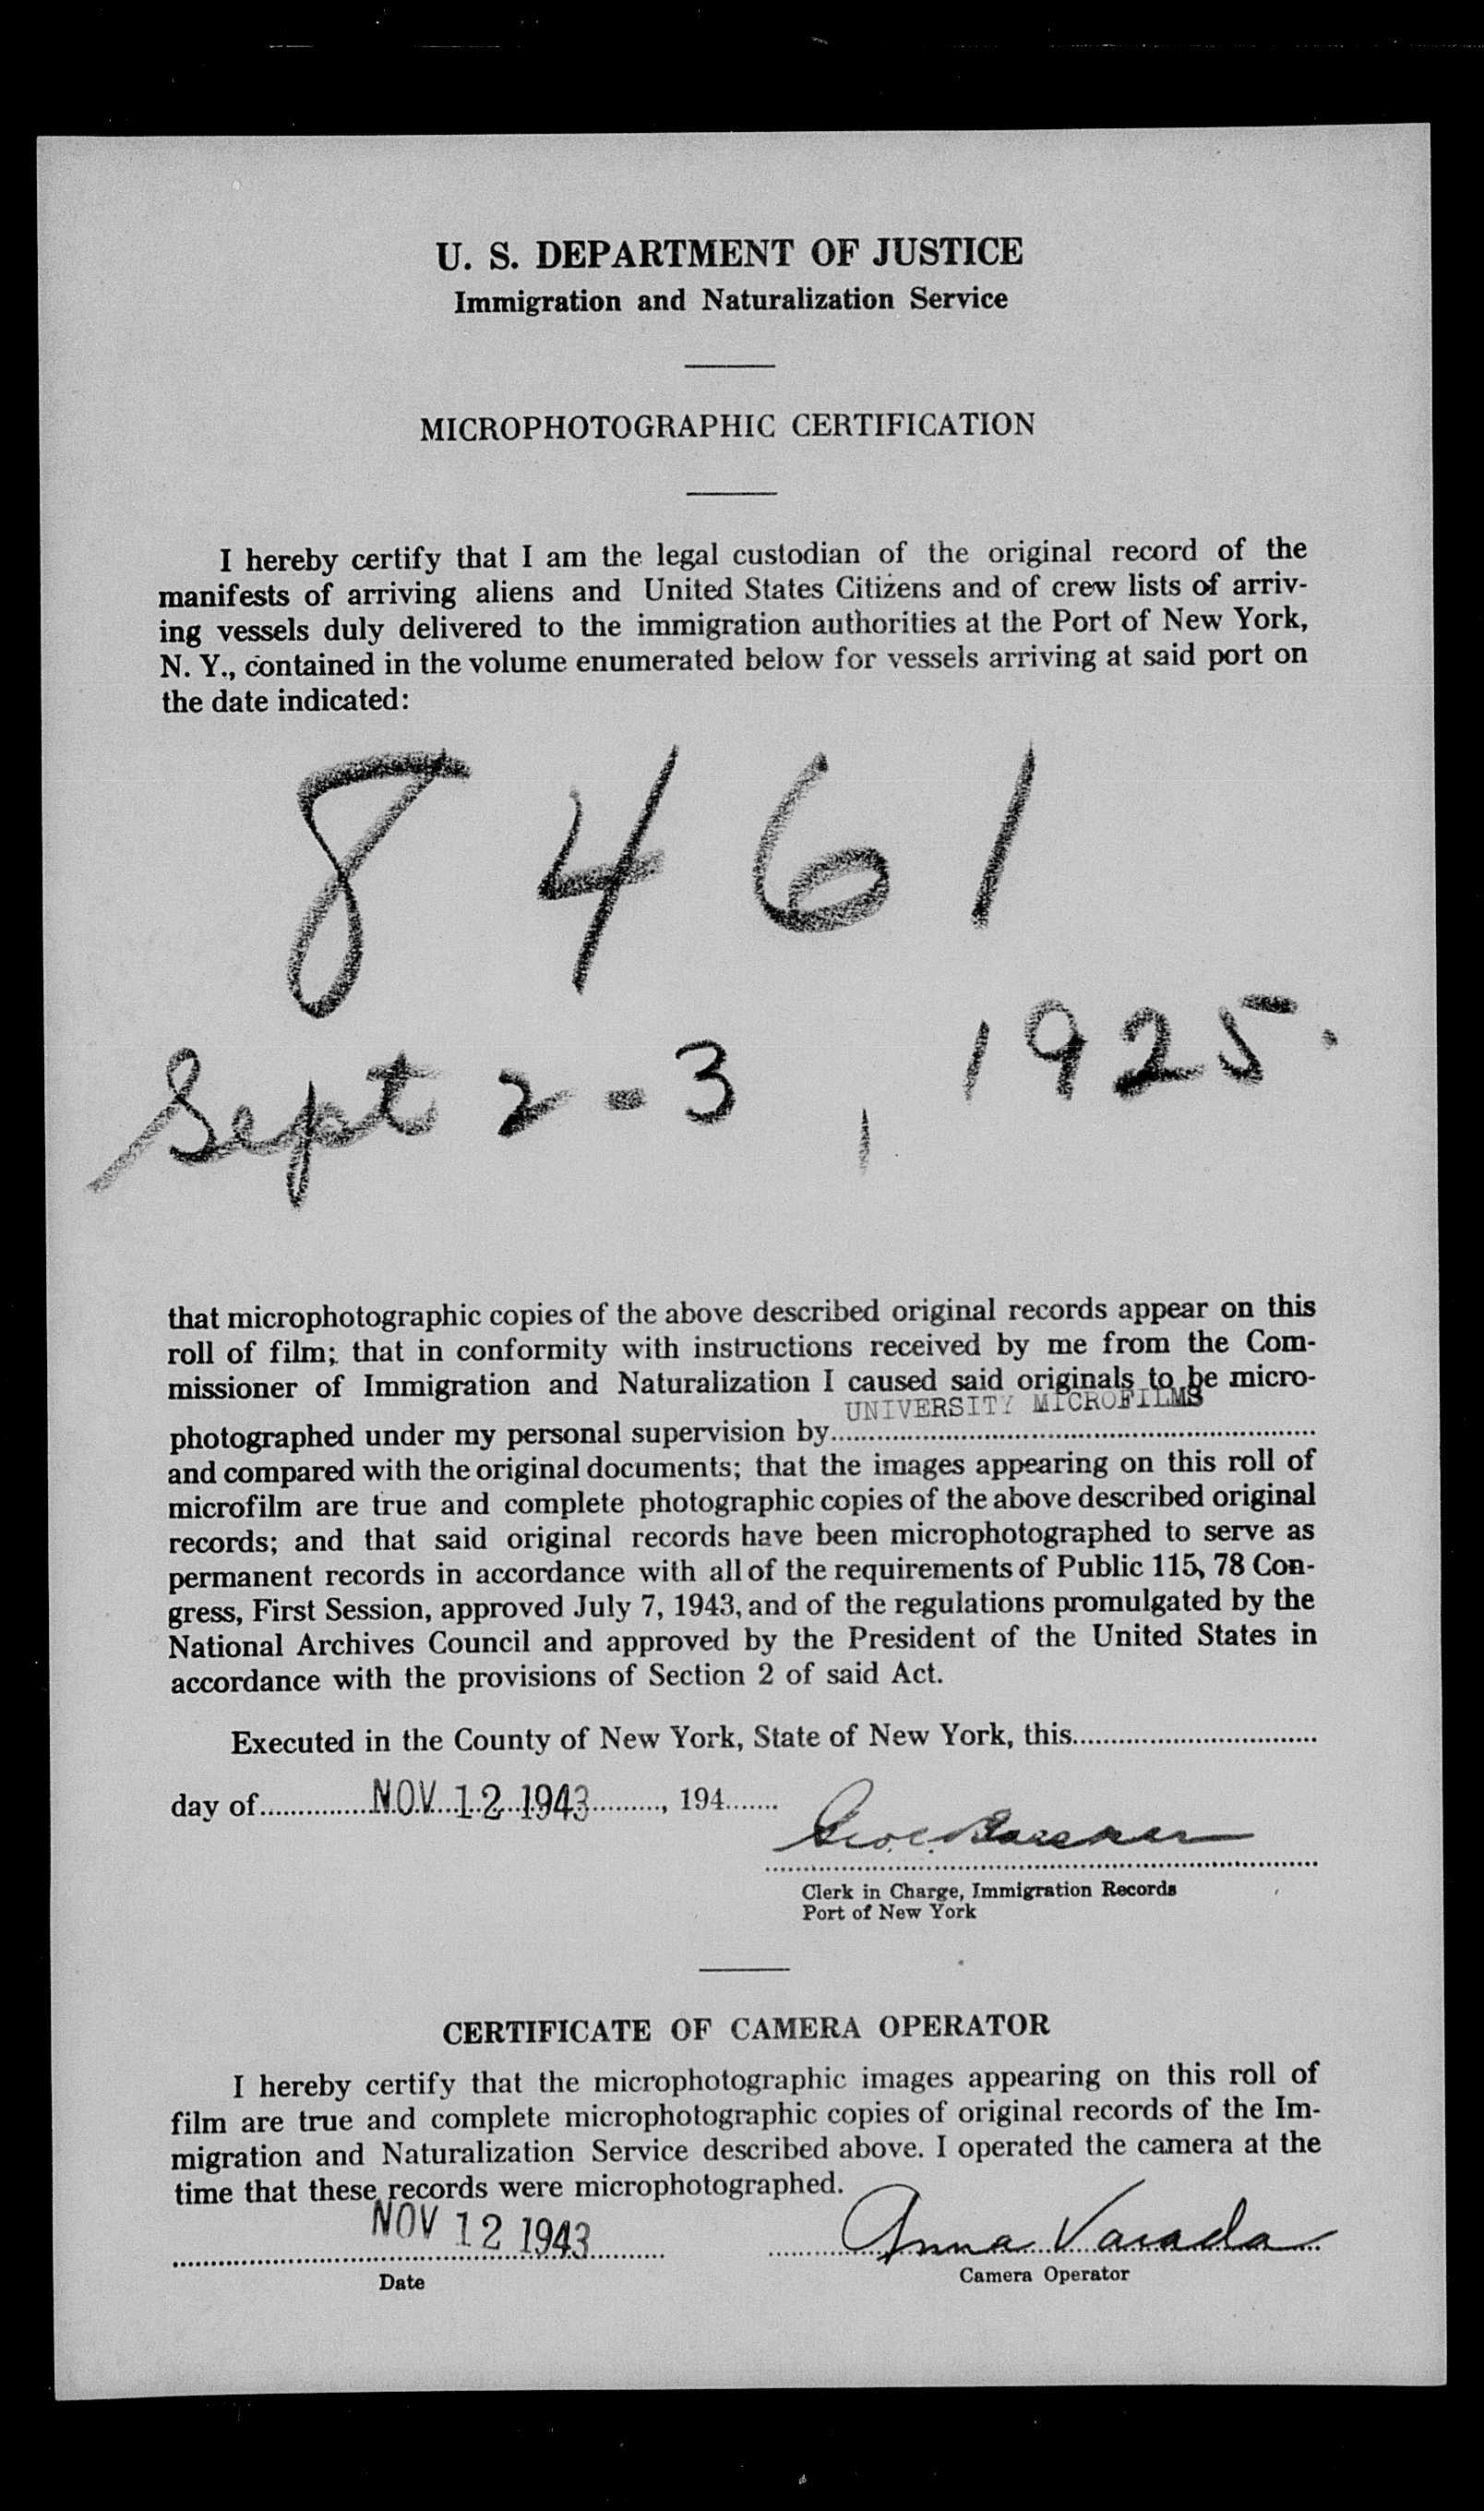 U. S. DEPARTMENT OF JUSTICE
Immigration and Naturalization Service
MICROPHOTOGRAPHIC CERTIFICATION
I hereby certify that I am the legal custodian of the original record of the
manifests of arriving aliens and United States Citizens and of crew lists of arriv-
ing vessels duly delivered to the immigration authorities at the Port of New York,
N. Y., contained in the volume enumerated below for vessels arriving at said port on
the date indicated:
8461
Sept 2-3, 1925.
that microphotographic copies of the above described original records appear on this
roll of film; that in conformity with instructions received by me from the Com-
missioner of Immigration and Naturalization I caused said originals to be micro-
UNIVERSITY MICROFILMS
photographed under my personal supervision by
and compared with the original documents; that the images appearing on this roll of
microfilm are true and complete photographic copies of the above described original
records; and that said original records have been microphotographed to serve as
permanent records in accordance with all of the requirements of Public 115, 78 Con-
gress, First Session, approved July 7, 1943, and of the regulations promulgated by the
National Archives Council and approved by the President of the United States in
accordance with the provisions of Section 2 of said Act.
Executed in the County of New York, State of New York, this
day of NOV 12 1943, 194
Clerk in Charge, Immigration Records
Port of New York
CERTIFICATE OF CAMERA OPERATOR
I hereby certify that the microphotographic images appearing on this roll of
film are true and complete microphotographic copies of original records of the Im-
migration and Naturalization Service described above. I operated the camera at the
time that these records were microphotographed.
NOV 12 1943 Anna Varada
Date Camera Operator